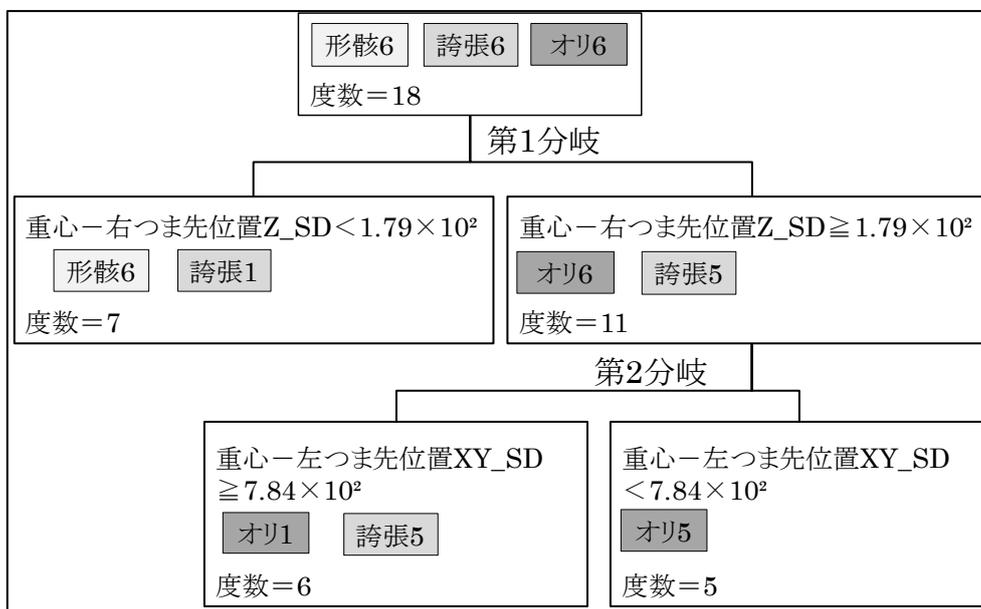 形骸6 誇張6 オリ6
度数＝18
第1分岐
重心－右つま先位置Z_SD＜1.79×10²
形骸6 誇張1
度数＝7
重心－右つま先位置Z_SD≧1.79×10²
オリ6 誇張5
度数＝11
第2分岐
重心－左つま先位置XY_SD
≧7.84×10²
オリ1 誇張5
度数＝6
重心－左つま先位置XY_SD
＜7.84×10²
オリ5
度数＝5